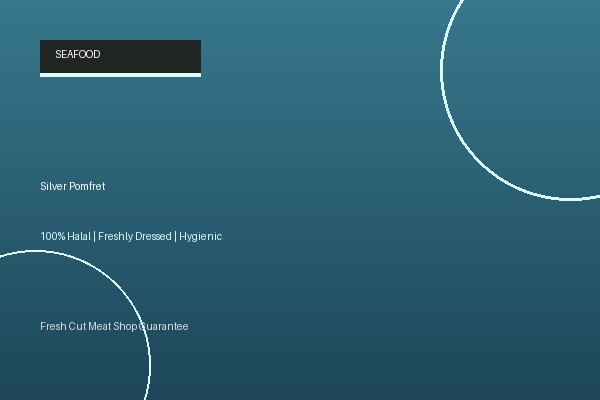 SEAFOOD
Silver Pomfret
100% Halal | Freshly Dressed | Hygienic
Fresh Cut Meat Shop Guarantee